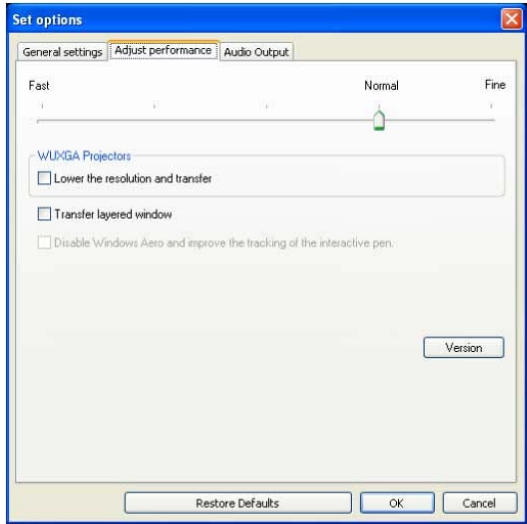 Set options
General settings Adjust performance Audio Output
Fast Normal Fine
WUXGA Projectors
Lower the resolution and transfer
Transfer layered window
Disable Windows Aero and improve the tracking of the interactive pen.
Version
Restore Defaults OK Cancel